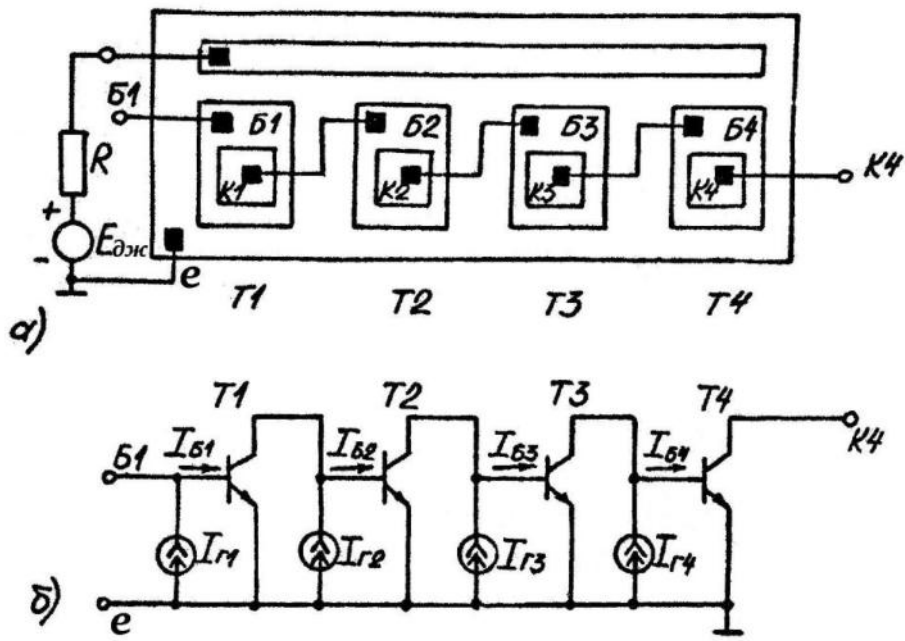 Б1
Б1 Б2 Б3 Б4
R
К1 К2 К3 К4
К4
+
Eдж
-
e
Т1 Т2 Т3 Т4
а)
Т1 Т2 Т3 Т4
Б1 IБ1 IБ2 IБ3 IБ4
К4
Iг1 Iг2 Iг3 Iг4
б)
e